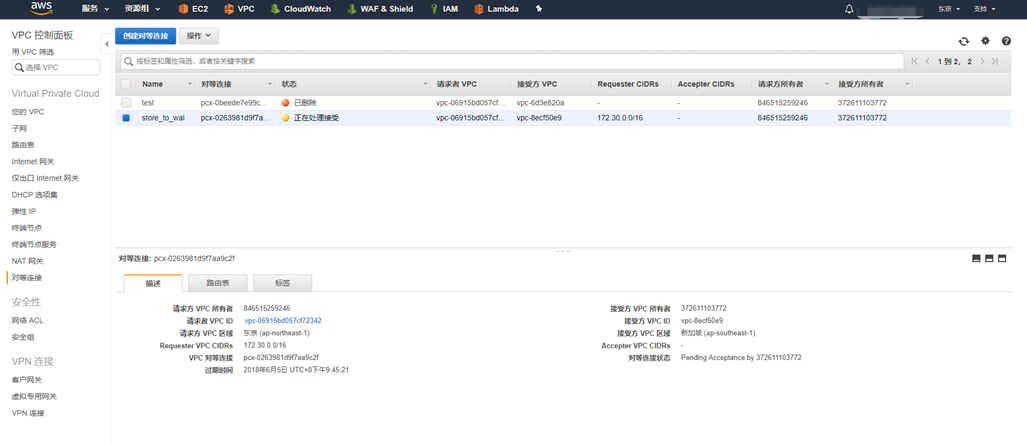 aws 服务 资源组 EC2 VPC CloudWatch WAF & Shield IAM Lambda 东京 支持
VPC 控制面板
用 VPC 筛选
选择 VPC
Virtual Private Cloud
您的 VPC
子网
路由表
Internet 网关
仅出口 Internet 网关
DHCP 选项集
弹性 IP
终端节点
终端节点服务
NAT 网关
对等连接
安全性
网络 ACL
安全组
VPN 连接
客户网关
虚拟专用网关
VPN 连接
创建对等连接 操作
按标签和属性筛选、或者按关键字搜索 1 到 2， 2
Name 对等连接 状态 请求者 VPC 接受方 VPC Requester CIDRs Accepter CIDRs 请求方所有者 接受方所有者
test pcx-0beede7e99c... 已删除 vpc-06915bd057cf... vpc-6d3e820a - - 846515259246 372611103772
store_to_wal pcx-0263981d9f7a... 正在处理接受 vpc-06915bd057cf... vpc-8ecf50e9 172.30.0.0/16 - 846515259246 372611103772
对等连接: pcx-0263981d9f7aa9c2f
描述 路由表 标签
请求方 VPC 所有者 846515259246 接受方 VPC 所有者 372611103772
请求者 VPC ID vpc-06915bd057cf72342 接受方 VPC ID vpc-8ecf50e9
请求方 VPC 区域 东京 (ap-northeast-1) 接受方 VPC 区域 新加坡 (ap-southeast-1)
Requester VPC CIDRs 172.30.0.0/16 Accepter VPC CIDRs -
VPC 对等连接 pcx-0263981d9f7aa9c2f 对等连接状态 Pending Acceptance by 372611103772
过期时间 2018年6月5日 UTC+8下午9:45:21